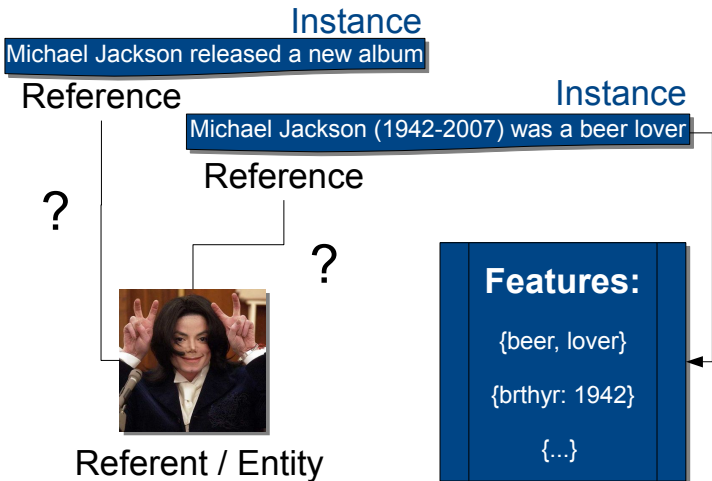 Instance
Michael Jackson released a new album
Reference
Instance
Michael Jackson (1942-2007) was a beer lover
Reference
?
?
Features:
{beer, lover}
{brthyr: 1942}
{...}
Referent / Entity